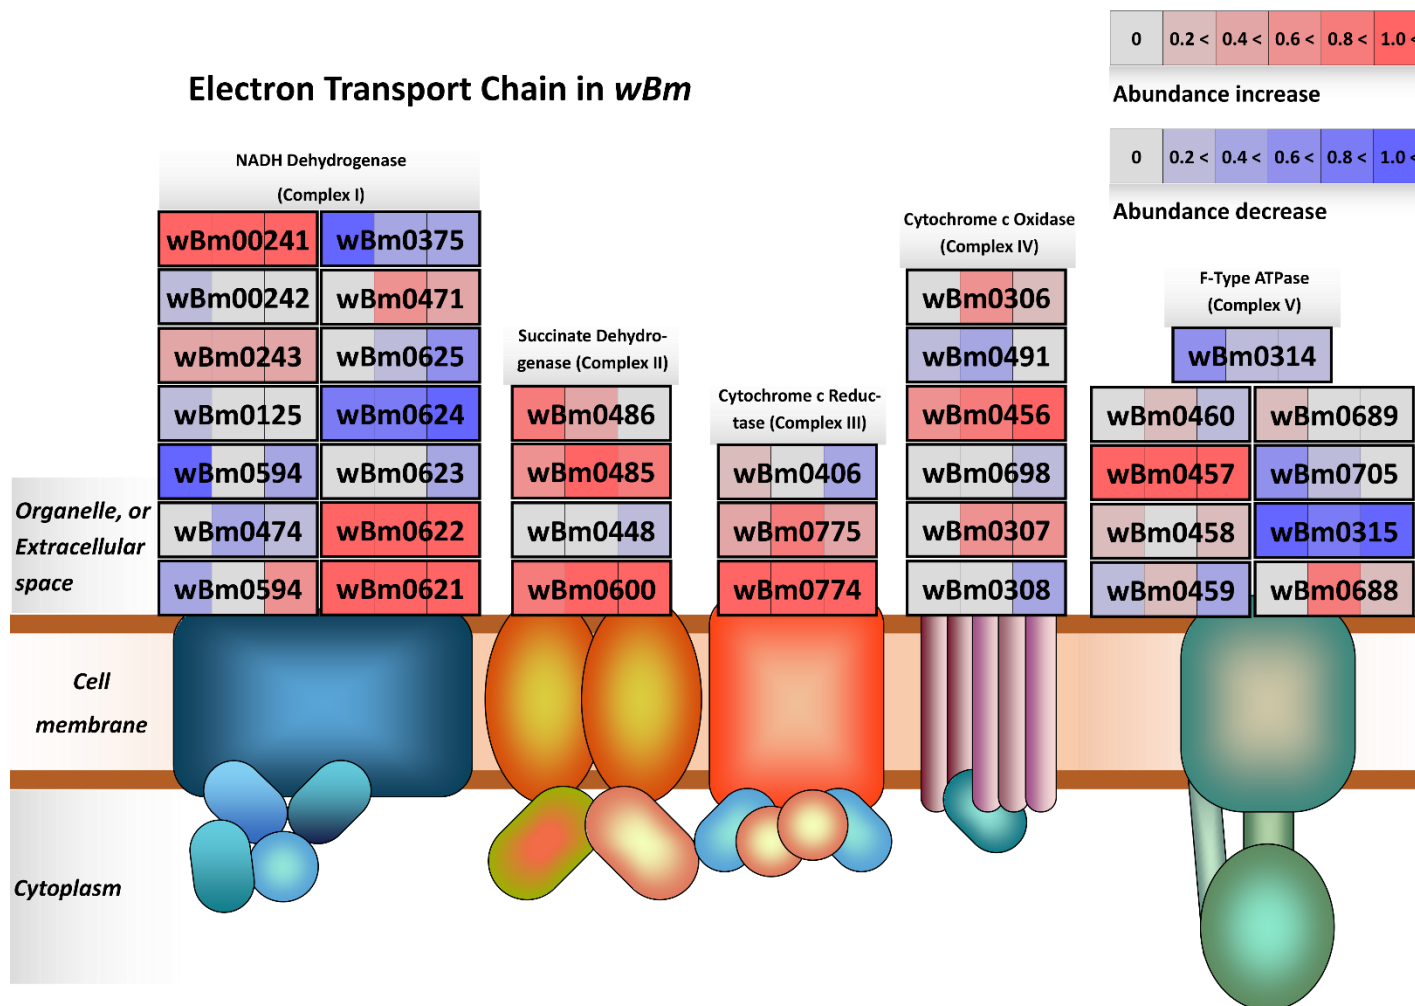 Electron Transport Chain in wBm
0 0.2 < 0.4 < 0.6 < 0.8 < 1.0 <
Abundance increase
0 0.2 < 0.4 < 0.6 < 0.8 < 1.0 <
Abundance decrease
NADH Dehydrogenase
(Complex I)
wBm00241 wBm0375
wBm00242 wBm0471
wBm0243 wBm0625
wBm0125 wBm0624
wBm0594 wBm0623
wBm0474 wBm0622
wBm0594 wBm0621
Succinate Dehydro-
genase (Complex II)
wBm0486
wBm0485
wBm0448
wBm0600
Cytochrome c Reduc-
tase (Complex III)
wBm0406
wBm0775
wBm0774
Cytochrome c Oxidase
(Complex IV)
wBm0306
wBm0491
wBm0456
wBm0698
wBm0307
wBm0308
F-Type ATPase
(Complex V)
wBm0314
wBm0460 wBm0689
wBm0457 wBm0705
wBm0458 wBm0315
wBm0459 wBm0688
Organelle, or
Extracellular
space
Cell
membrane
Cytoplasm